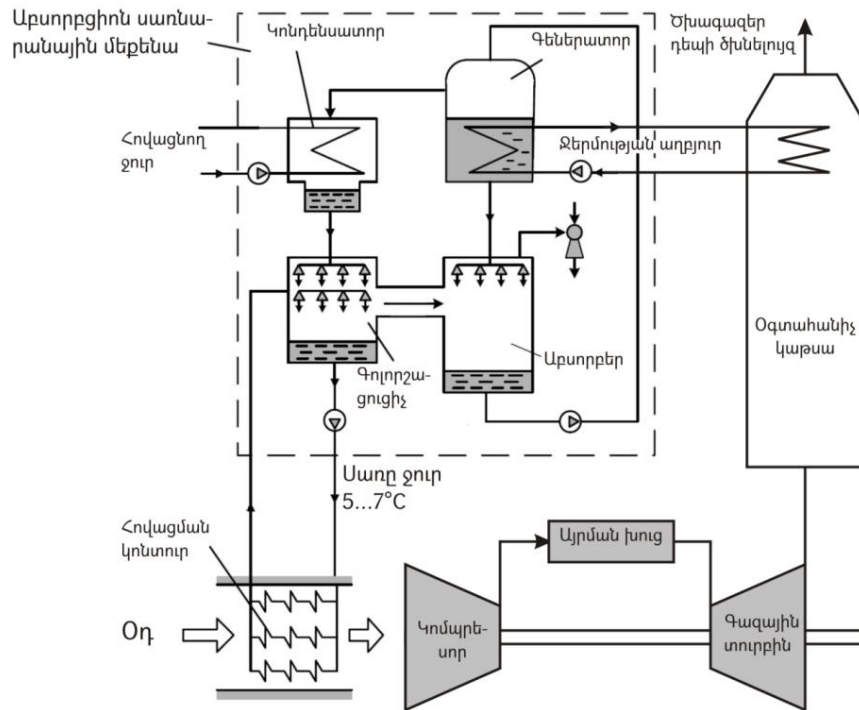 Աբսորբցիոն սառնա-
րանային մեքենա
Կոնդենսատոր
Գեներատոր
Ծխագազեր
դեպի ծխնելույզ
Հովացնող
ջուր
Ջերմության աղբյուր
Օգտահանիչ
կաթսա
Գոլորշա-
ցուցիչ
Աբսորբեր
Սառը ջուր
5...7°C
Հովացման
կոնտուր
Այրման խուց
Օդ
Կոմպրե-
սոր
Գազային
տուրբին